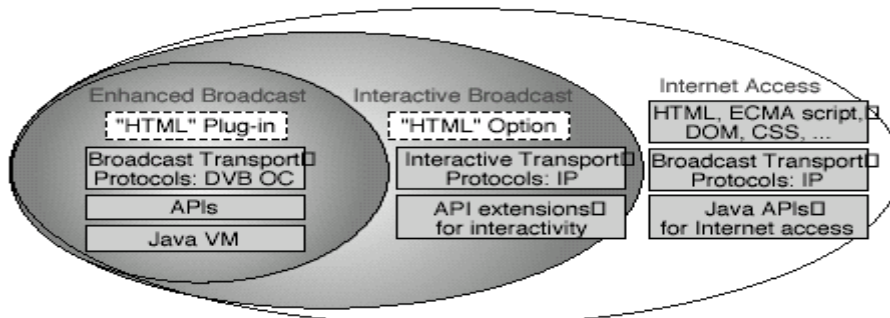 Enhanced Broadcast
"HTML" Plug-in
Broadcast Transport
Protocols: DVB OC
APIs
Java VM
Interactive Broadcast
"HTML" Option
Interactive Transport
Protocols: IP
API extensions
for interactivity
Internet Access
HTML, ECMA script,
DOM, CSS, ...
Broadcast Transport
Protocols: IP
Java APIs
for Internet access